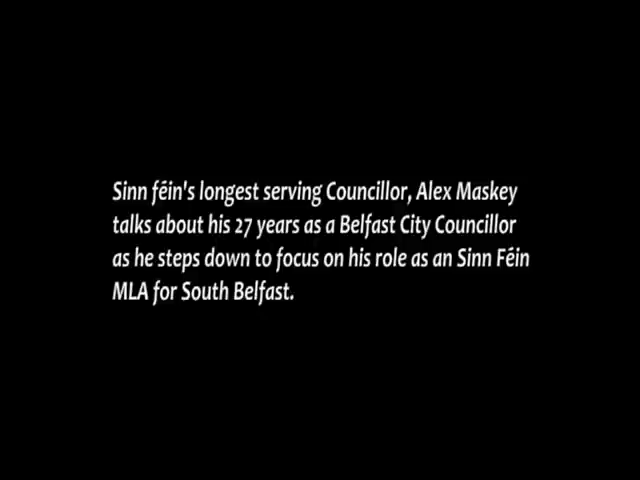 Sinn féin's longest serving Councillor, Alex Maskey
talks about his 27 years as a Belfast City Councillor
as he steps down to focus on his role as an Sinn Féin
MLA for South Belfast.